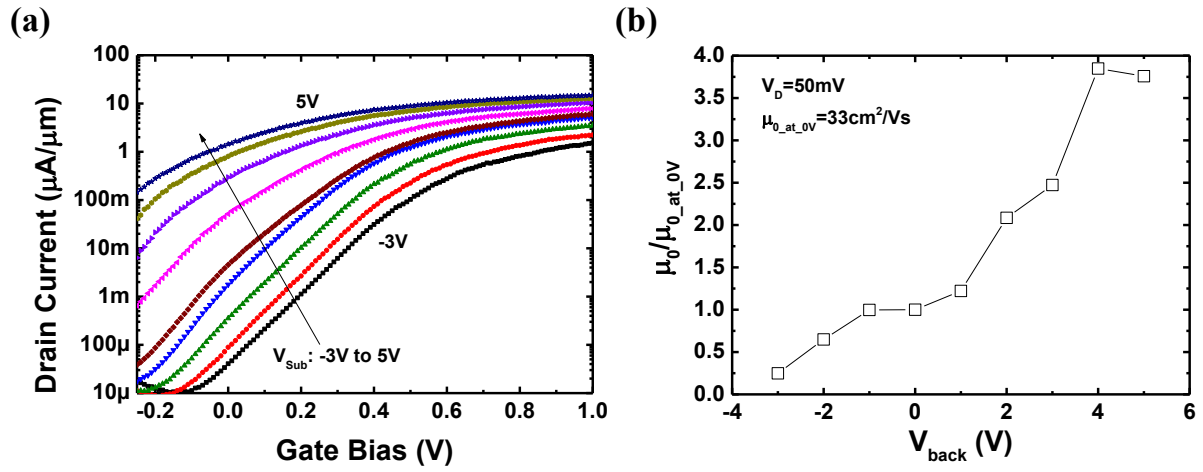 (a)
100
10
1
100m
10m
1m
100μ
10μ
Drain Current (μA/μm)
5V
-3V
V_Sub: -3V to 5V
-0.2 0.0 0.2 0.4 0.6 0.8 1.0
Gate Bias (V)
(b)
4.0
3.5
3.0
2.5
2.0
1.5
1.0
0.5
0.0
μ_0/μ_0_at_0V
V_D=50mV
μ_0_at_0V=33cm²/Vs
-4 -2 0 2 4 6
V_back (V)